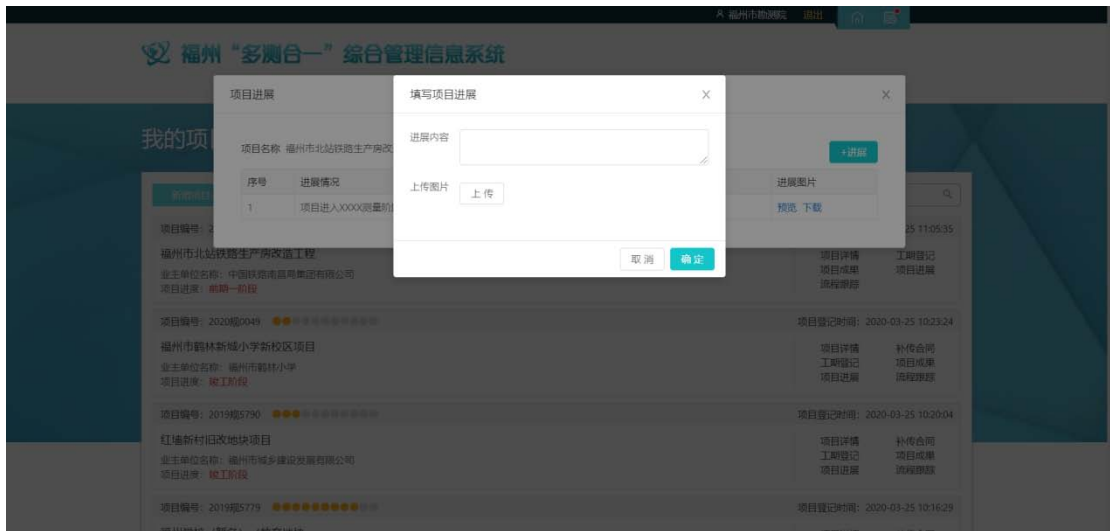 福州市勘测院 退出
福州“多测合一”综合管理信息系统
项目进展
填写项目进展
我的项
项目名称 福州市北站铁路生产房改
进展内容
+进展
序号 进展情况 进展图片
上传图片 上传
1 项目进入XXXX测量阶 预览 下载
项目编号: 2
25 11:05:35
取消 确定
福州市北站铁路生产房改造工程
项目详情 工期登记
业主单位名称: 中国铁路南昌局集团有限公司
项目成果 项目进展
项目进度: 前期一阶段
流程跟踪
项目编号: 2020规0049 项目登记时间: 2020-03-25 10:23:24
福州市鹤林新城小学新校区项目
项目详情 补传合同
业主单位名称: 福州市鹤林小学
工期登记 项目成果
项目进度: 竣工阶段
项目进展 流程跟踪
项目编号: 2019规5790 项目登记时间: 2020-03-25 10:20:04
红墙新村旧改地块项目
项目详情 补传合同
业主单位名称: 福州市城乡建设发展有限公司
工期登记 项目成果
项目进度: 竣工阶段
项目进展 流程跟踪
项目编号: 2019规5779 项目登记时间: 2020-03-25 10:16:29